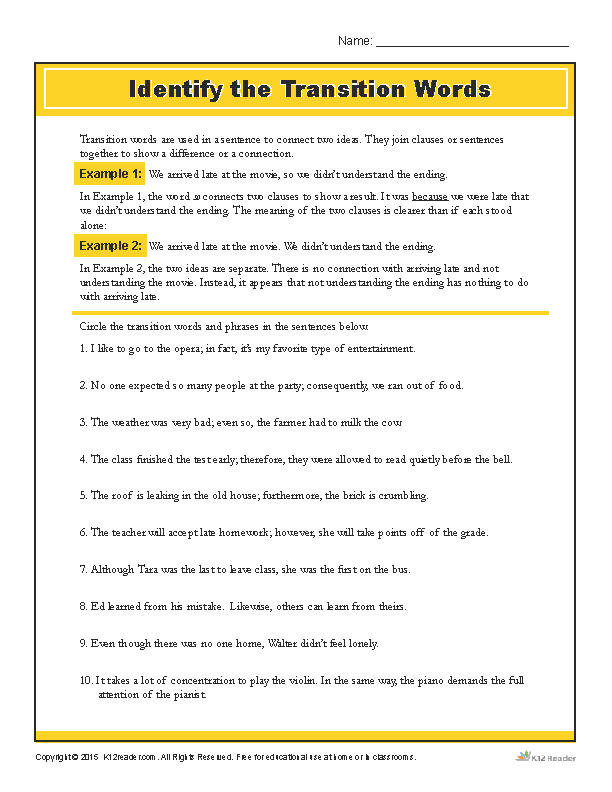 Name: ____________________________
Identify the Transition Words
Transition words are used in a sentence to connect two ideas. They join clauses or sentences
together to show a difference or a connection.
Example 1: We arrived late at the movie, so we didn't understand the ending.
In Example 1, the word so connects two clauses to show a result. It was because we were late that
we didn't understand the ending. The meaning of the two clauses is clearer than if each stood
alone:
Example 2: We arrived late at the movie. We didn't understand the ending.
In Example 2, the two ideas are separate. There is no connection with arriving late and not
understanding the movie. Instead, it appears that not understanding the ending has nothing to do
with arriving late.
Circle the transition words and phrases in the sentences below.
1. I like to go to the opera; in fact, it's my favorite type of entertainment.
2. No one expected so many people at the party; consequently, we ran out of food.
3. The weather was very bad; even so, the farmer had to milk the cow
4. The class finished the test early; therefore, they were allowed to read quietly before the bell.
5. The roof is leaking in the old house; furthermore, the brick is crumbling.
6. The teacher will accept late homework; however, she will take points off of the grade.
7. Although Tara was the last to leave class, she was the first on the bus.
8. Ed learned from his mistake. Likewise, others can learn from theirs.
9. Even though there was no one home, Walter didn't feel lonely.
10. It takes a lot of concentration to play the violin. In the same way, the piano demands the full
attention of the pianist.
Copyright © 2015 K12reader.com. All Rights Reserved. Free for educational use at home or in classrooms.
K12 Reader